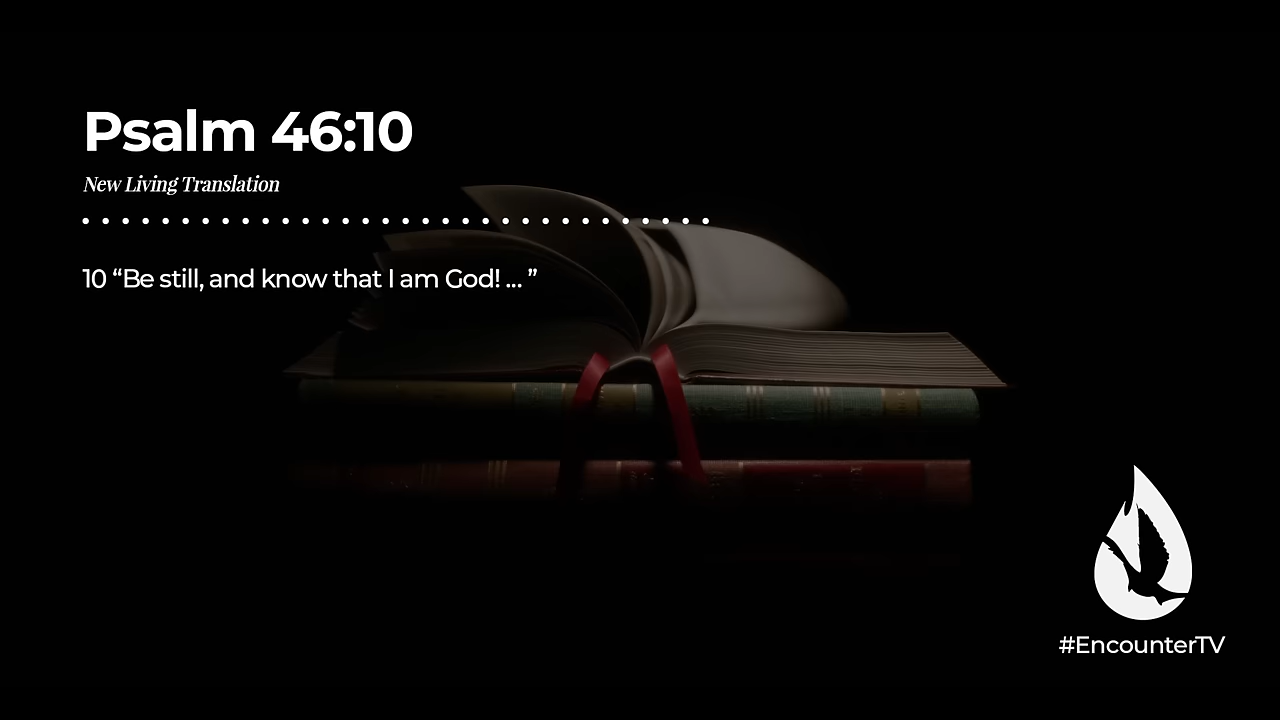 Psalm 46:10
New Living Translation
10 “Be still, and know that I am God! ... ”
#EncounterTV